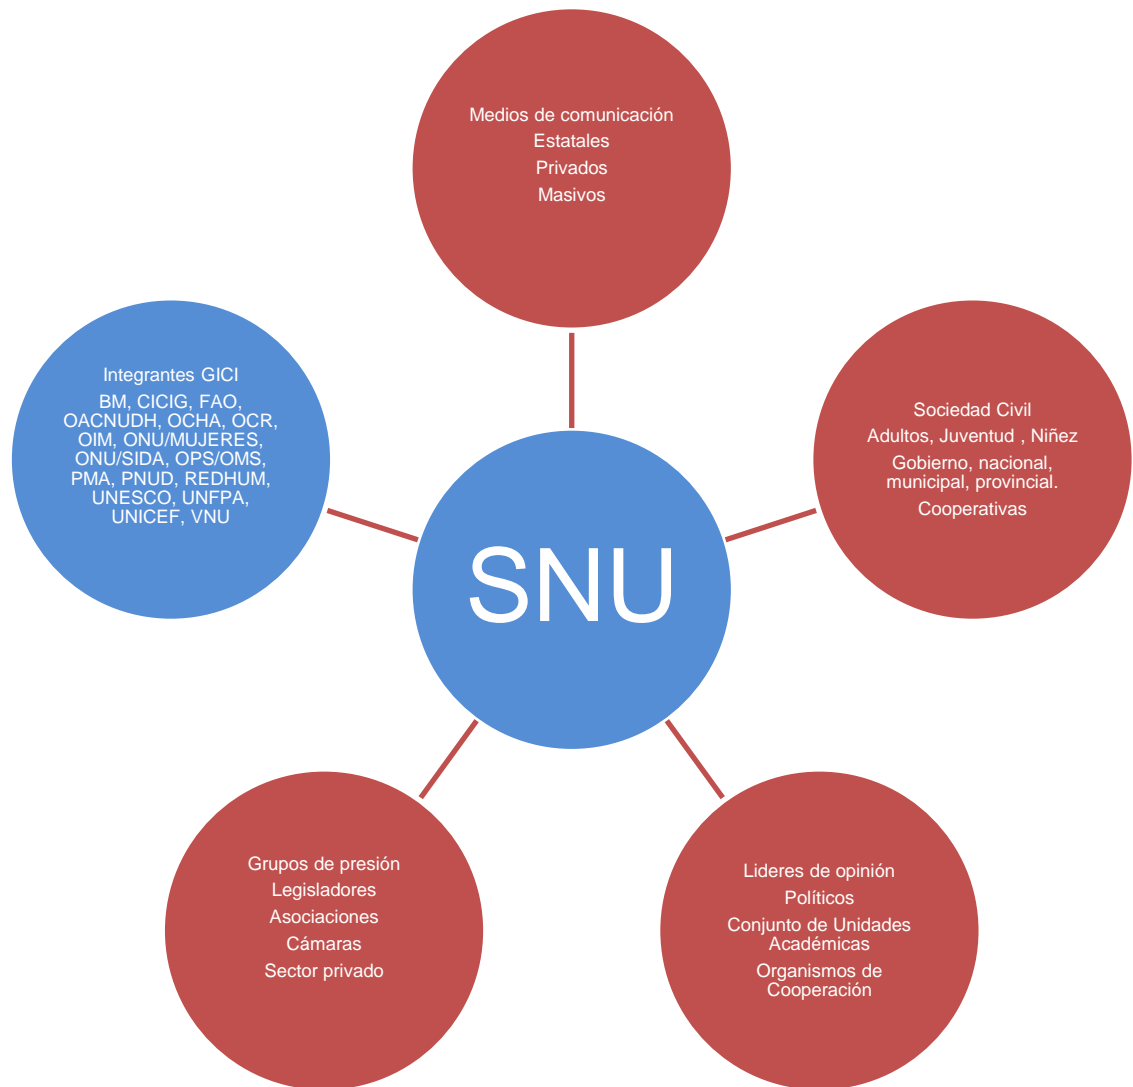 Medios de comunicación
Estatales
Privados
Masivos
Integrantes GICI
BM, CICIG, FAO,
OACNUDH, OCHA, OCR,
OIM, ONU/MUJERES,
ONU/SIDA, OPS/OMS,
PMA, PNUD, REDHUM,
UNESCO, UNFPA,
UNICEF, VNU
Sociedad Civil
Adultos, Juventud , Niñez
Gobierno, nacional,
municipal, provincial.
Cooperativas
SNU
Grupos de presión
Legisladores
Asociaciones
Cámaras
Sector privado
Lideres de opinión
Políticos
Conjunto de Unidades
Académicas
Organismos de
Cooperación